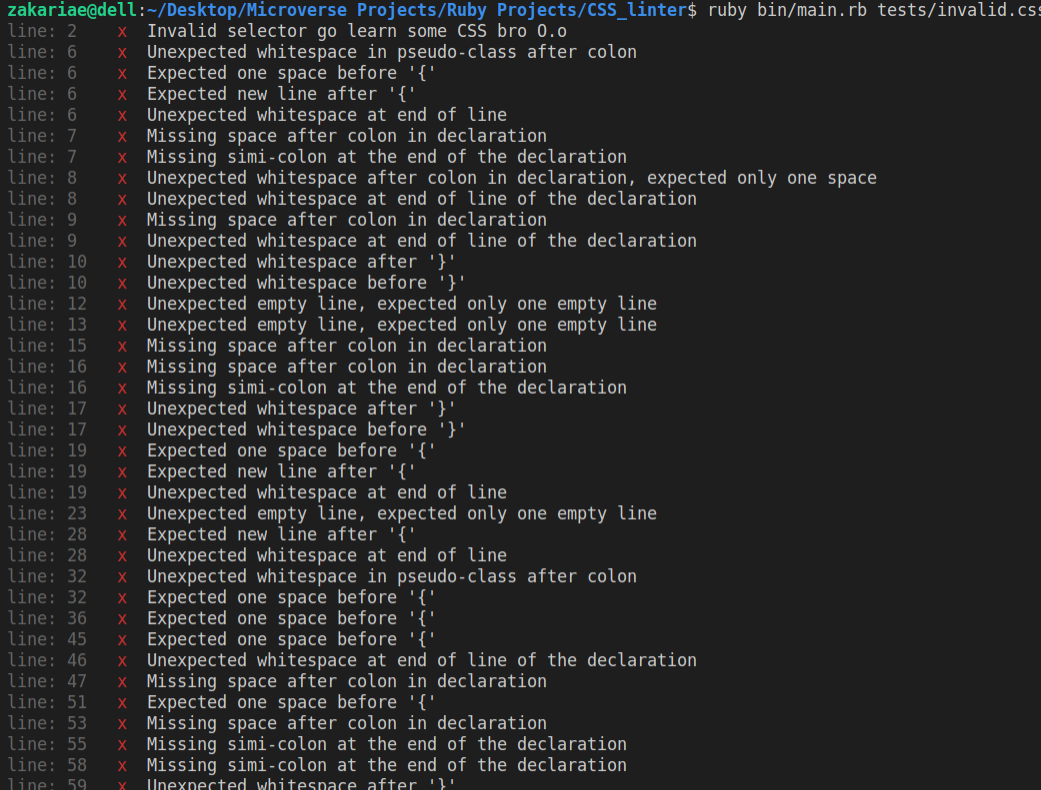 zakariae@dell:~/Desktop/Microverse Projects/Ruby Projects/CSS_linter$ ruby bin/main.rb tests/invalid.css
line: 2 x Invalid selector go learn some CSS bro O.o
line: 6 x Unexpected whitespace in pseudo-class after colon
line: 6 x Expected one space before '{'
line: 6 x Expected new line after '{'
line: 6 x Unexpected whitespace at end of line
line: 7 x Missing space after colon in declaration
line: 7 x Missing simi-colon at the end of the declaration
line: 8 x Unexpected whitespace after colon in declaration, expected only one space
line: 8 x Unexpected whitespace at end of line of the declaration
line: 9 x Missing space after colon in declaration
line: 9 x Unexpected whitespace at end of line of the declaration
line: 10 x Unexpected whitespace after '}'
line: 10 x Unexpected whitespace before '}'
line: 12 x Unexpected empty line, expected only one empty line
line: 13 x Unexpected empty line, expected only one empty line
line: 15 x Missing space after colon in declaration
line: 16 x Missing space after colon in declaration
line: 16 x Missing simi-colon at the end of the declaration
line: 17 x Unexpected whitespace after '}'
line: 17 x Unexpected whitespace before '}'
line: 19 x Expected one space before '{'
line: 19 x Expected new line after '{'
line: 19 x Unexpected whitespace at end of line
line: 23 x Unexpected empty line, expected only one empty line
line: 28 x Expected new line after '{'
line: 28 x Unexpected whitespace at end of line
line: 32 x Unexpected whitespace in pseudo-class after colon
line: 32 x Expected one space before '{'
line: 36 x Expected one space before '{'
line: 45 x Expected one space before '{'
line: 46 x Unexpected whitespace at end of line of the declaration
line: 47 x Missing space after colon in declaration
line: 51 x Expected one space before '{'
line: 53 x Missing space after colon in declaration
line: 55 x Missing simi-colon at the end of the declaration
line: 58 x Missing simi-colon at the end of the declaration
line: 59 x Unexpected whitespace after '}'